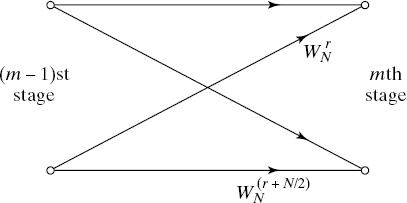 W_N^r
(m – 1)st
stage
mth
stage
W_N^(r + N/2)